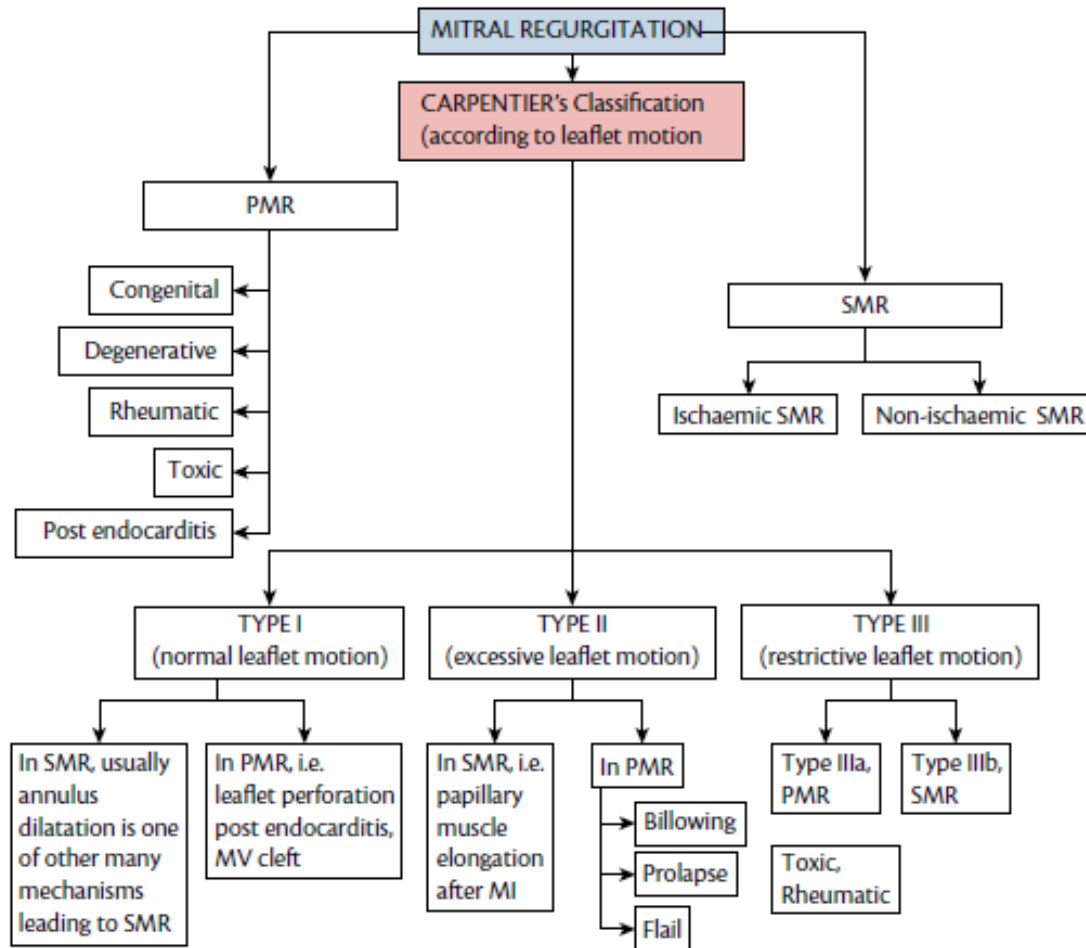 MITRAL REGURGITATION
CARPENTIER's Classification
(according to leaflet motion
PMR
Congital
Degenerative
Rheumatic
Toxic
Post endocarditis
SMR
Ischaemic SMR
Non-ischaemic SMR
TYPE I
(normal leaflet motion)
TYPE II
(excessive leaflet motion)
TYPE III
(restrictive leaflet motion)
In SMR, usually
annulus
dilatation is one
of other many
mechanisms
leading to SMR
In PMR, i.e.
leaflet perforation
post endocarditis,
MV cleft
In SMR, i.e.
papillary
muscle
elongation
after MI
In PMR
Billowing
Prolapse
Flail
Type IIIa,
PMR
Type IIIb,
SMR
Toxic,
Rheumatic